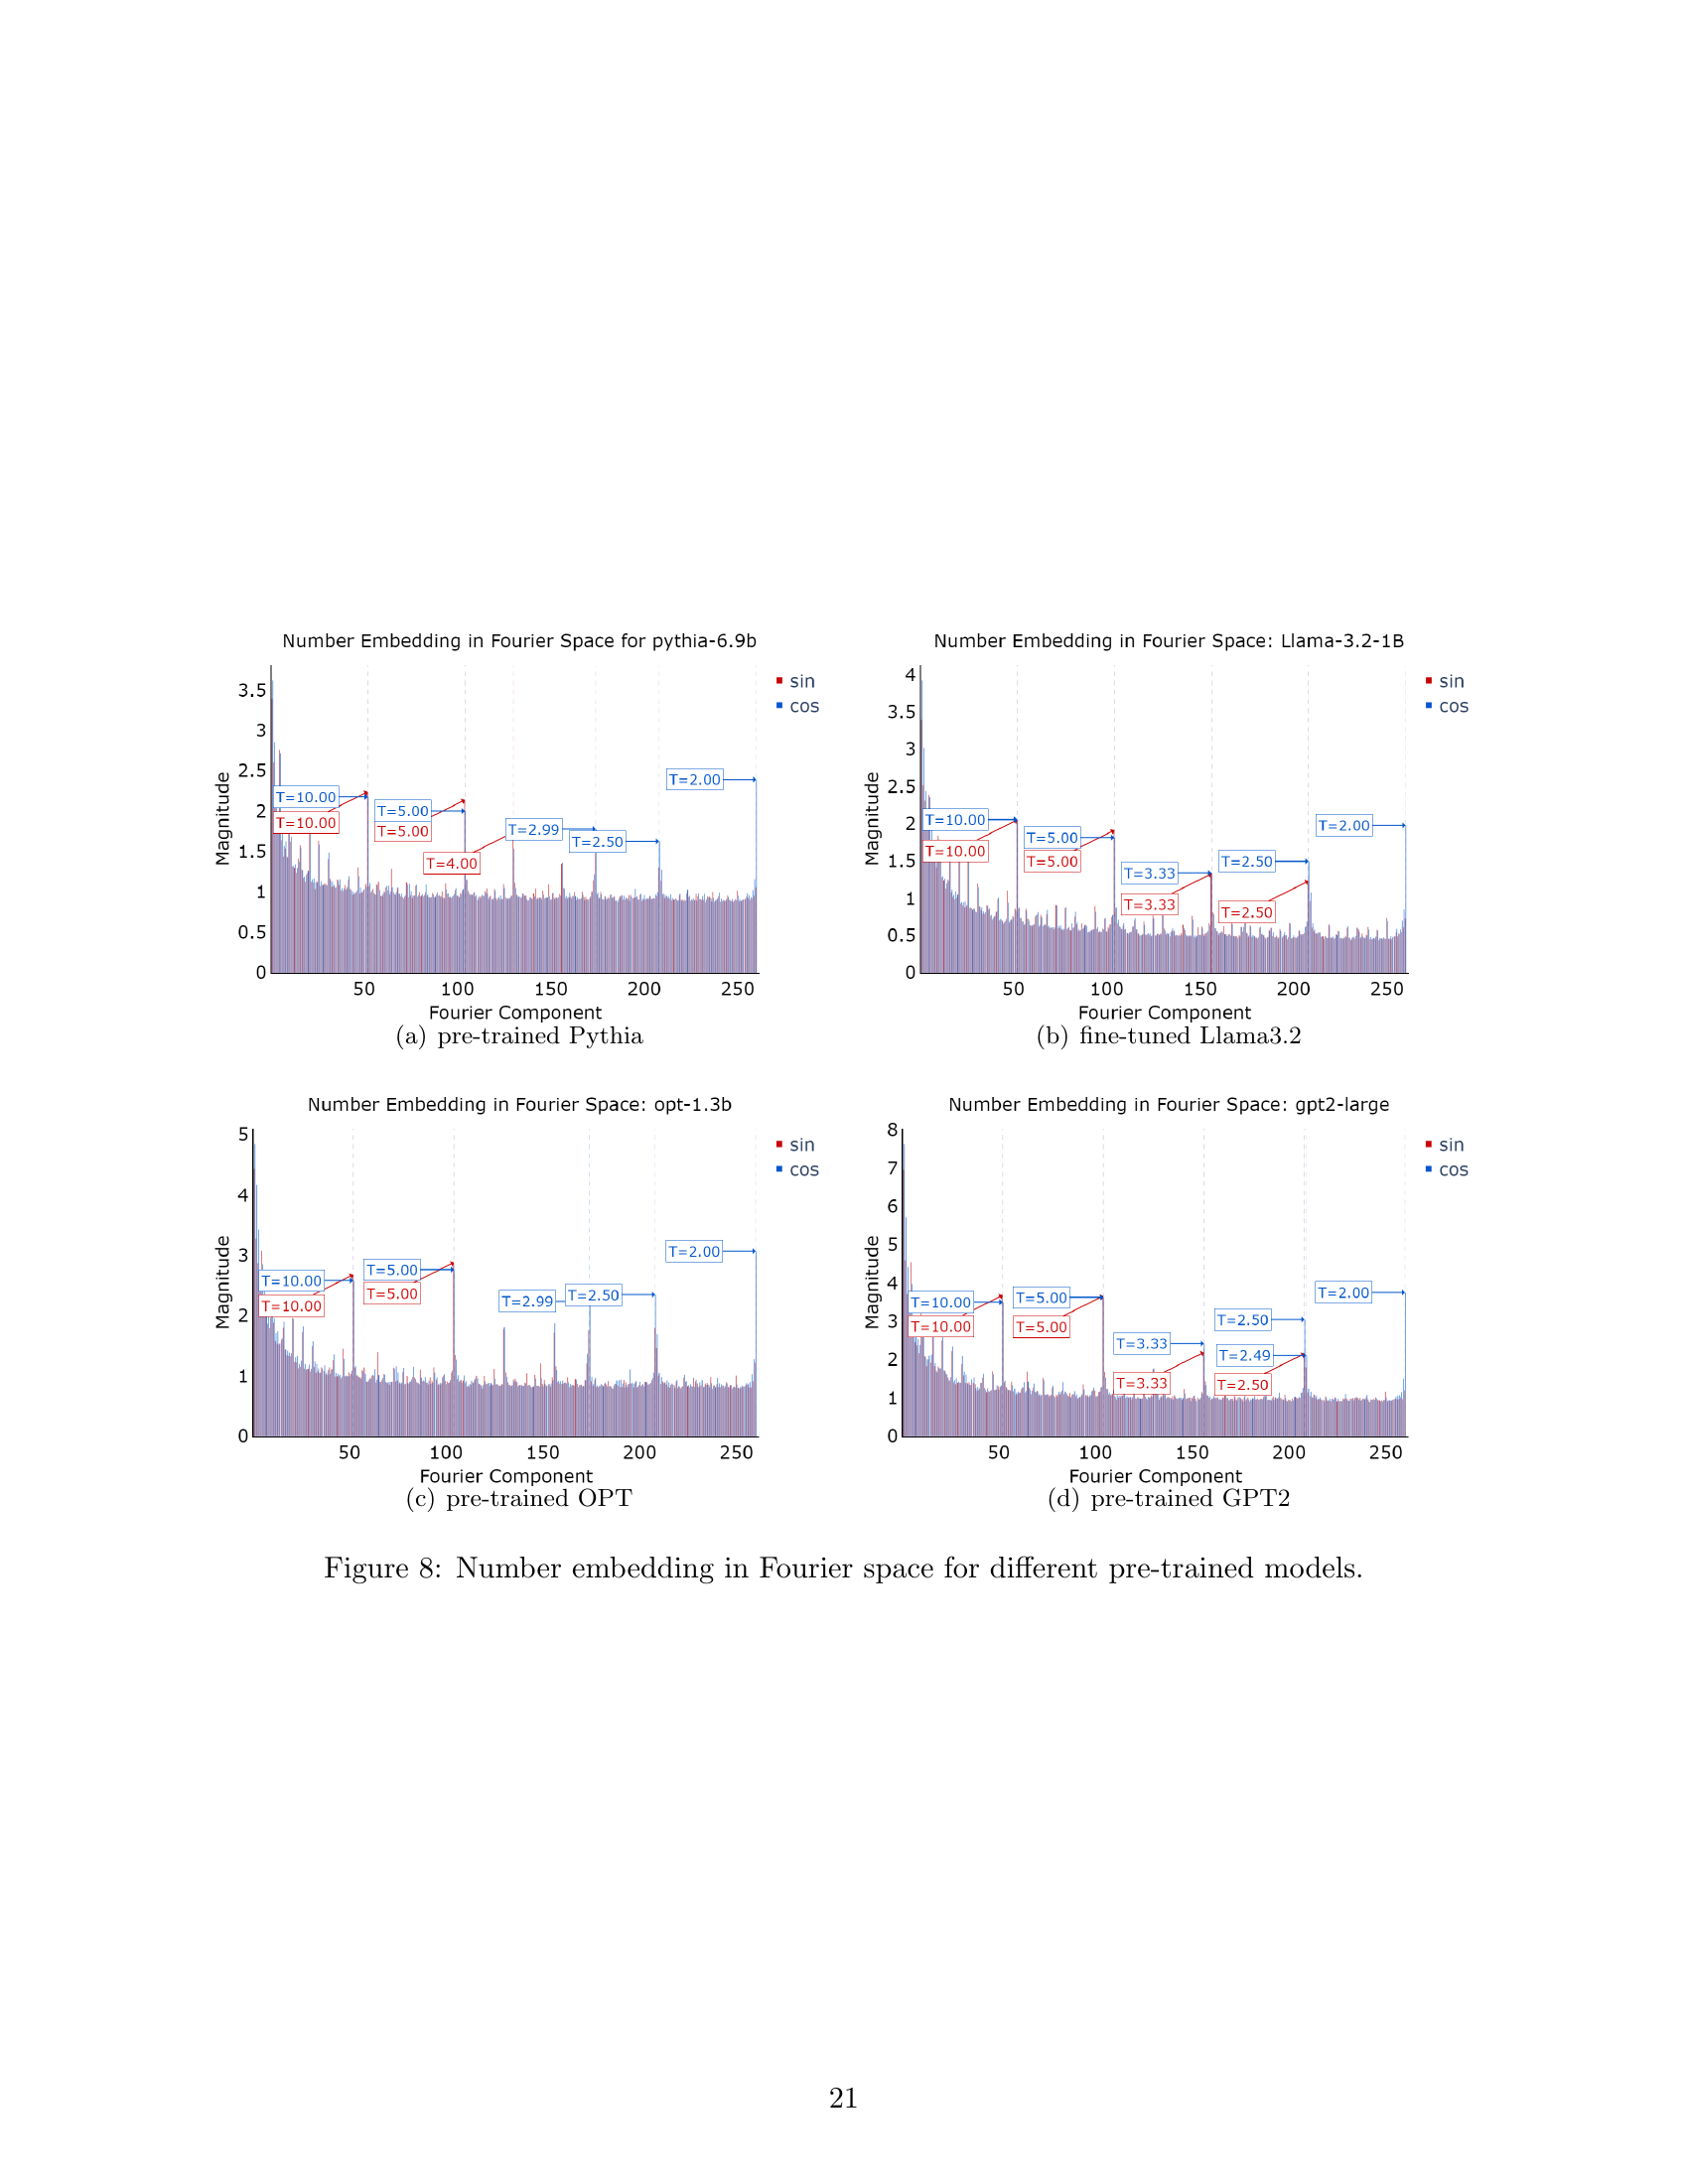 Number Embedding in Fourier Space for pythia-6.9b
sin
cos
Magnitude
3.5
3
2.5
2
1.5
1
0.5
0
T=10.00
T=10.00
T=5.00
T=5.00
T=4.00
T=2.99
T=2.50
T=2.00
50 100 150 200 250
Fourier Component
(a) pre-trained Pythia
Number Embedding in Fourier Space: Llama-3.2-1B
sin
cos
Magnitude
4
3.5
3
2.5
2
1.5
1
0.5
0
T=10.00
T=10.00
T=5.00
T=5.00
T=3.33
T=3.33
T=2.50
T=2.50
T=2.00
50 100 150 200 250
Fourier Component
(b) fine-tuned Llama3.2
Number Embedding in Fourier Space: opt-1.3b
sin
cos
Magnitude
5
4
3
2
1
0
T=10.00
T=10.00
T=5.00
T=5.00
T=2.99
T=2.50
T=2.00
50 100 150 200 250
Fourier Component
(c) pre-trained OPT
Number Embedding in Fourier Space: gpt2-large
sin
cos
Magnitude
8
7
6
5
4
3
2
1
0
T=10.00
T=10.00
T=5.00
T=5.00
T=3.33
T=3.33
T=2.50
T=2.49
T=2.50
T=2.00
50 100 150 200 250
Fourier Component
(d) pre-trained GPT2
Figure 8: Number embedding in Fourier space for different pre-trained models.
21